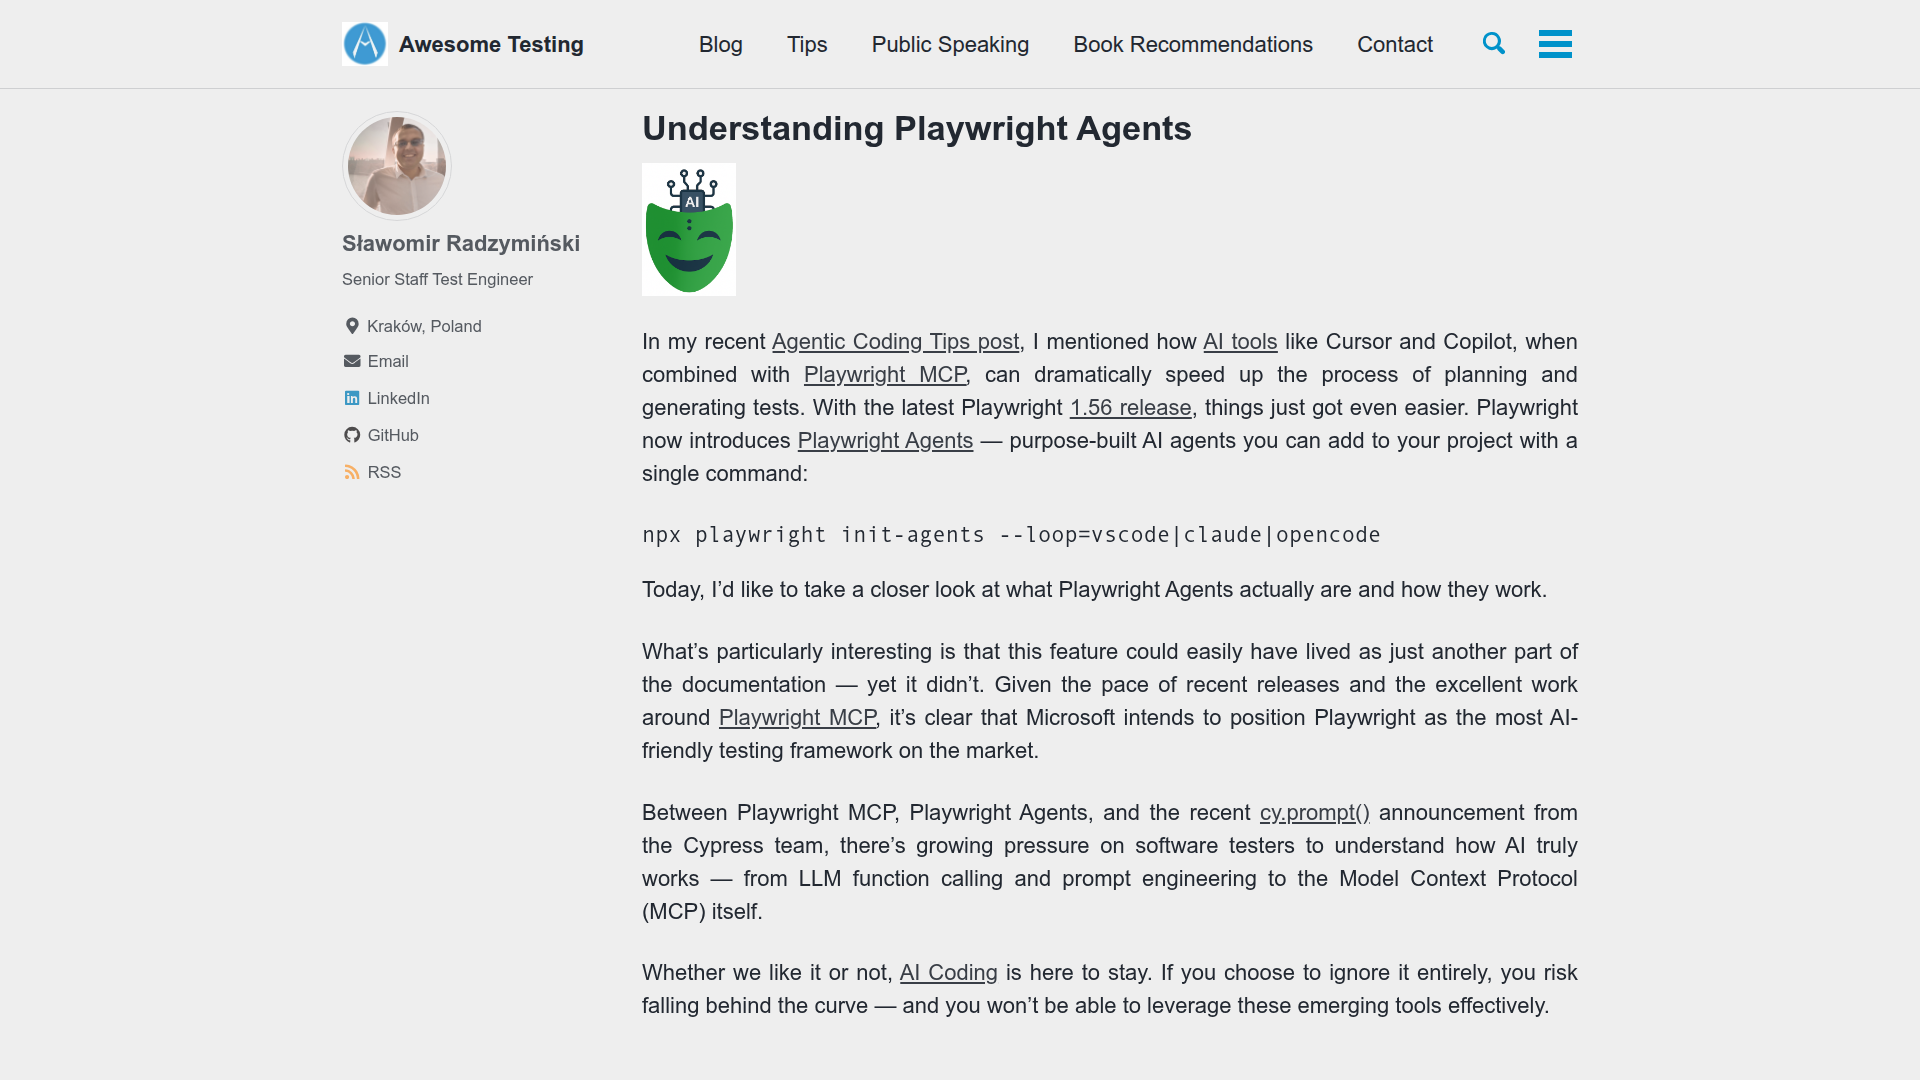 Awesome Testing
Blog
Tips
Public Speaking
Book Recommendations
Contact
Sławomir Radzymiński
Senior Staff Test Engineer
Kraków, Poland
Email
LinkedIn
GitHub
RSS
Understanding Playwright Agents
AI
In my recent Agentic Coding Tips post, I mentioned how AI tools like Cursor and Copilot, when
combined with Playwright MCP, can dramatically speed up the process of planning and
generating tests. With the latest Playwright 1.56 release, things just got even easier. Playwright
now introduces Playwright Agents — purpose-built AI agents you can add to your project with a
single command:
npx playwright init-agents --loop=vscode|claude|opencode
Today, I’d like to take a closer look at what Playwright Agents actually are and how they work.
What’s particularly interesting is that this feature could easily have lived as just another part of
the documentation — yet it didn’t. Given the pace of recent releases and the excellent work
around Playwright MCP, it’s clear that Microsoft intends to position Playwright as the most AI-
friendly testing framework on the market.
Between Playwright MCP, Playwright Agents, and the recent cy.prompt() announcement from
the Cypress team, there’s growing pressure on software testers to understand how AI truly
works — from LLM function calling and prompt engineering to the Model Context Protocol
(MCP) itself.
Whether we like it or not, AI Coding is here to stay. If you choose to ignore it entirely, you risk
falling behind the curve — and you won’t be able to leverage these emerging tools effectively.